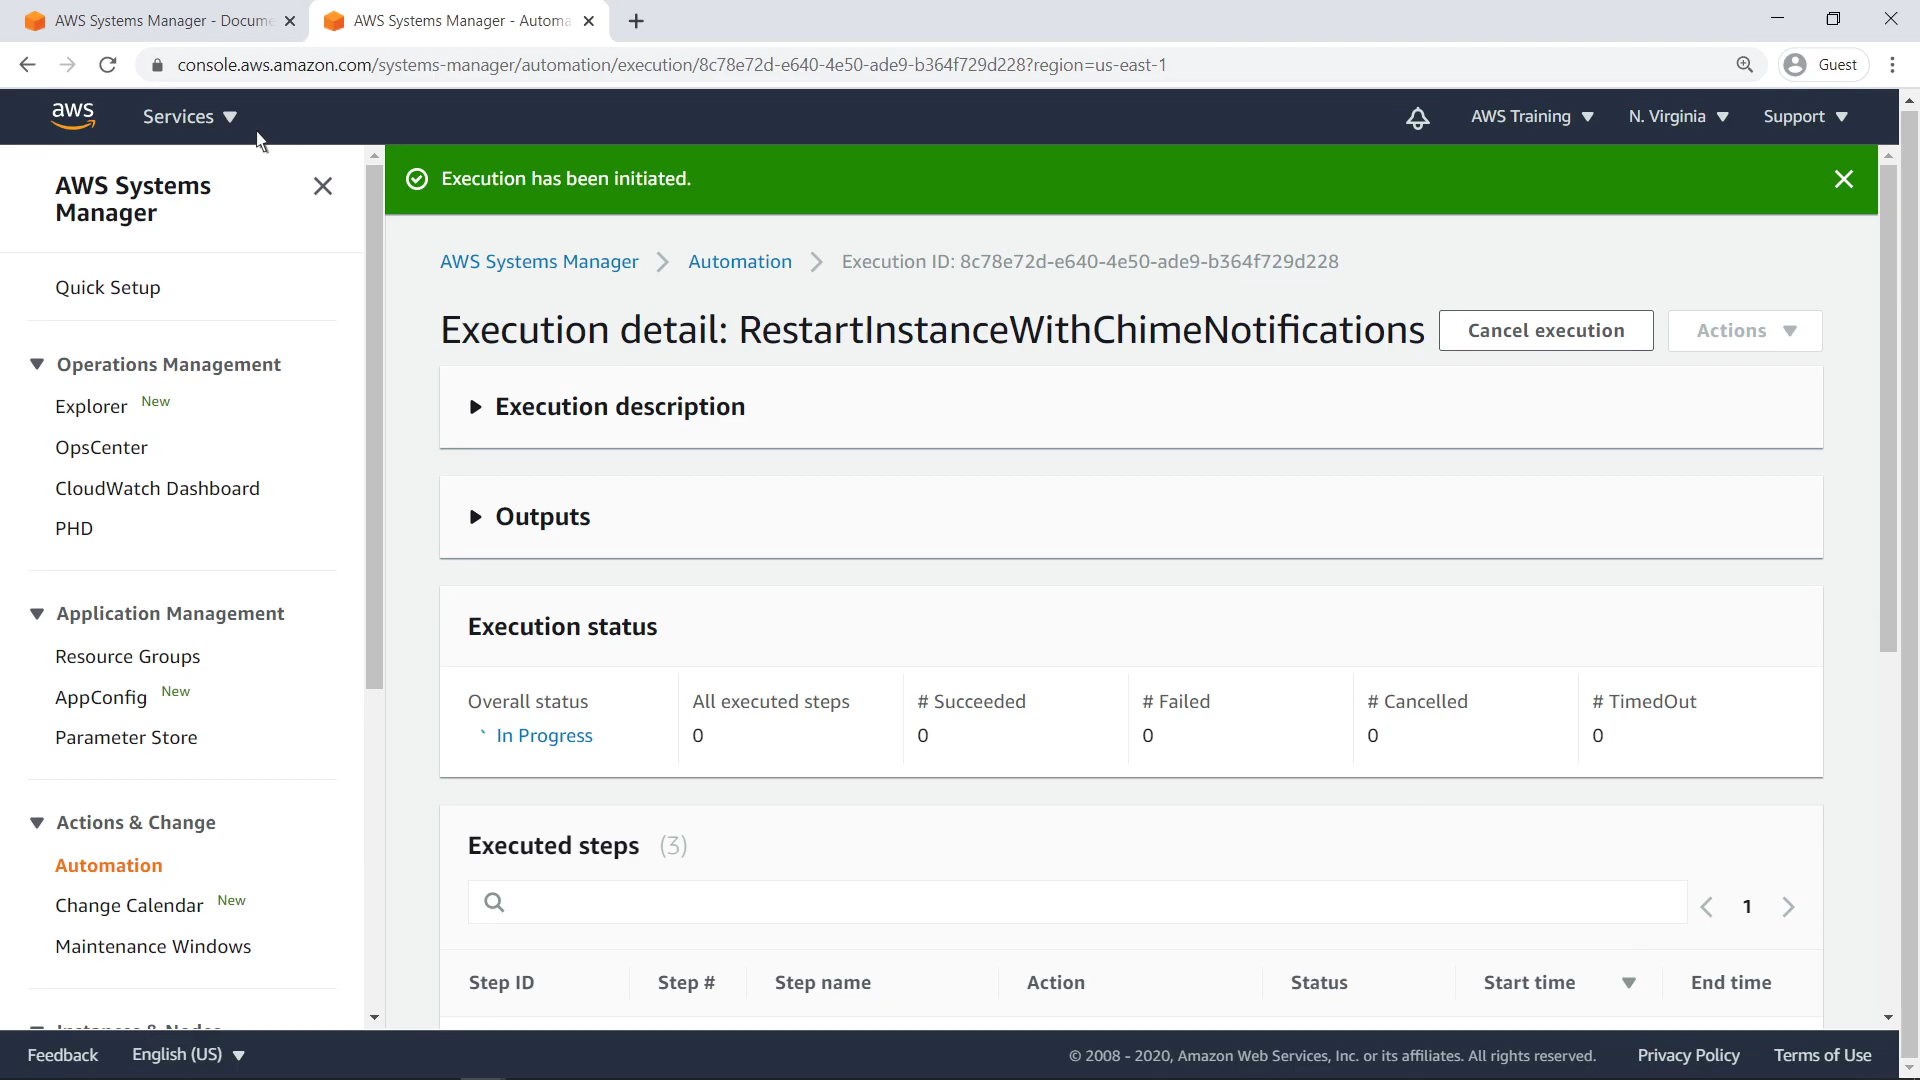 AWS Systems Manager - Docume
AWS Systems Manager - Automa
console.aws.amazon.com/systems-manager/automation/execution/8c78e72d-e640-4e50-ade9-b364f729d228?region=us-east-1
Guest
aws
Services
AWS Training
N. Virginia
Support
AWS Systems
Manager
Quick Setup
Operations Management
Explorer New
OpsCenter
CloudWatch Dashboard
PHD
Application Management
Resource Groups
AppConfig New
Parameter Store
Actions & Change
Automation
Change Calendar New
Maintenance Windows
Instances & Nodes
Execution has been initiated.
AWS Systems Manager
Automation
Execution ID: 8c78e72d-e640-4e50-ade9-b364f729d228
Execution detail: RestartInstanceWithChimeNotifications
Cancel execution
Actions
Execution description
Outputs
Execution status
Overall status
All executed steps
# Succeeded
# Failed
# Cancelled
# TimedOut
In Progress
0
0
0
0
0
Executed steps (3)
1
Step ID
Step #
Step name
Action
Status
Start time
End time
Feedback
English (US)
© 2008 - 2020, Amazon Web Services, Inc. or its affiliates. All rights reserved.
Privacy Policy
Terms of Use